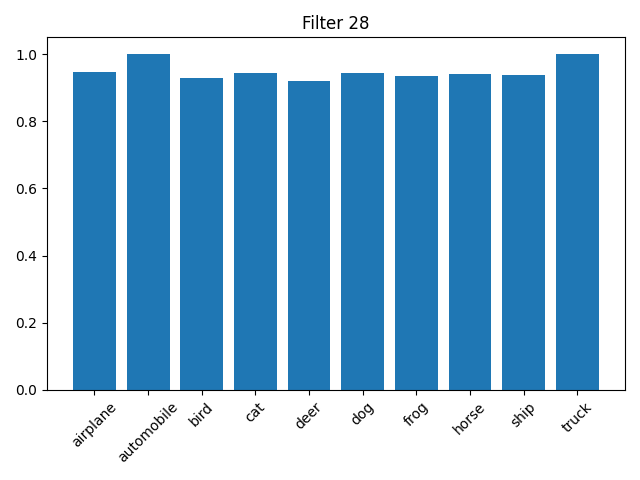 Filter 28
1.0
0.8
0.6
0.4
0.2
0.0
airplane
automobile
bird
cat
deer
dog
frog
horse
ship
truck